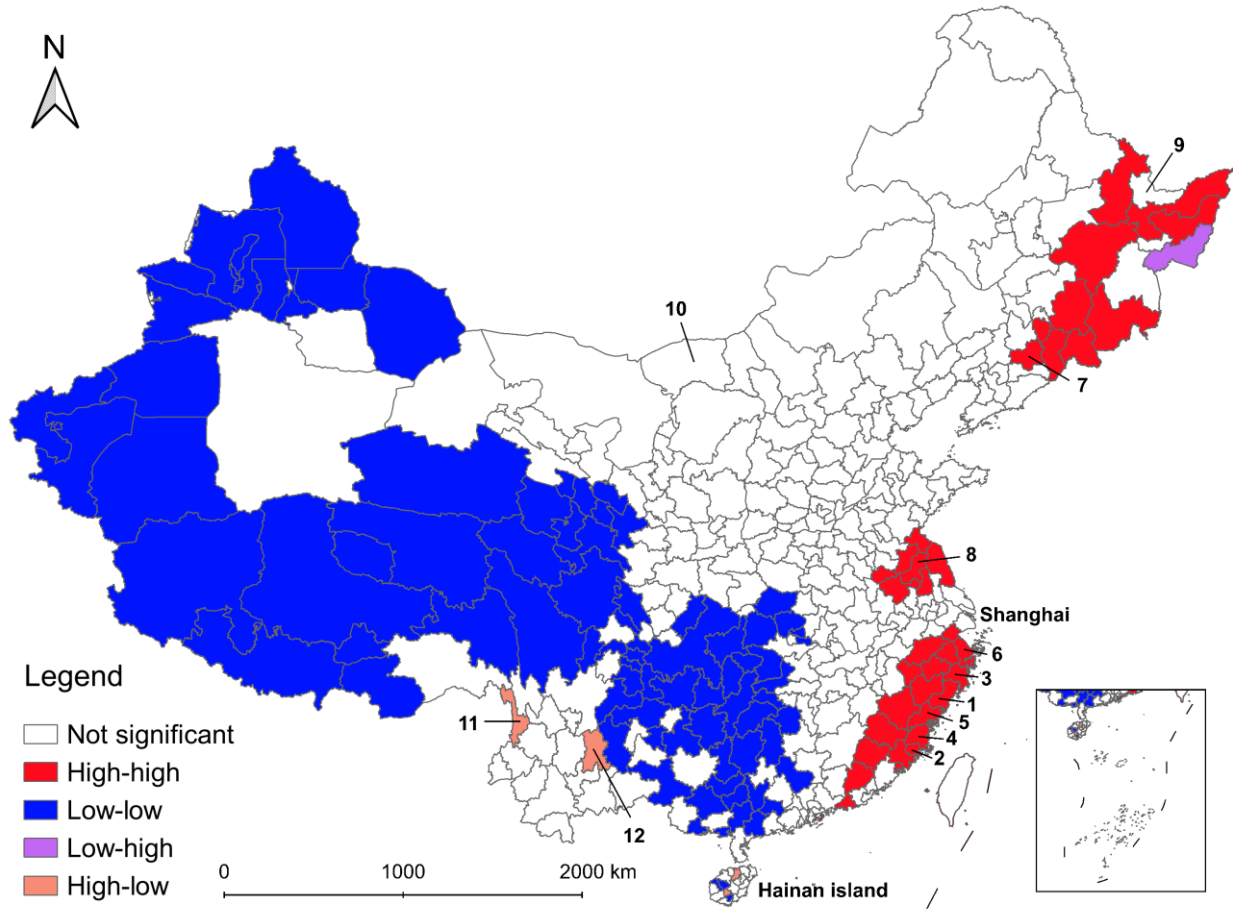 N
9
10
7
8
Shanghai
6
3
1
5
4
2
11
12
Legend
Not significant
High-high
Low-low
Low-high
High-low
0 1000 2000 km
Hainan island